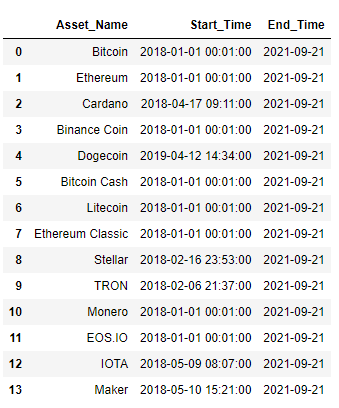 Asset_Name Start_Time End_Time
0 Bitcoin 2018-01-01 00:01:00 2021-09-21
1 Ethereum 2018-01-01 00:01:00 2021-09-21
2 Cardano 2018-04-17 09:11:00 2021-09-21
3 Binance Coin 2018-01-01 00:01:00 2021-09-21
4 Dogecoin 2019-04-12 14:34:00 2021-09-21
5 Bitcoin Cash 2018-01-01 00:01:00 2021-09-21
6 Litecoin 2018-01-01 00:01:00 2021-09-21
7 Ethereum Classic 2018-01-01 00:01:00 2021-09-21
8 Stellar 2018-02-16 23:53:00 2021-09-21
9 TRON 2018-02-06 21:37:00 2021-09-21
10 Monero 2018-01-01 00:01:00 2021-09-21
11 EOS.IO 2018-01-01 00:01:00 2021-09-21
12 IOTA 2018-05-09 08:07:00 2021-09-21
13 Maker 2018-05-10 15:21:00 2021-09-21